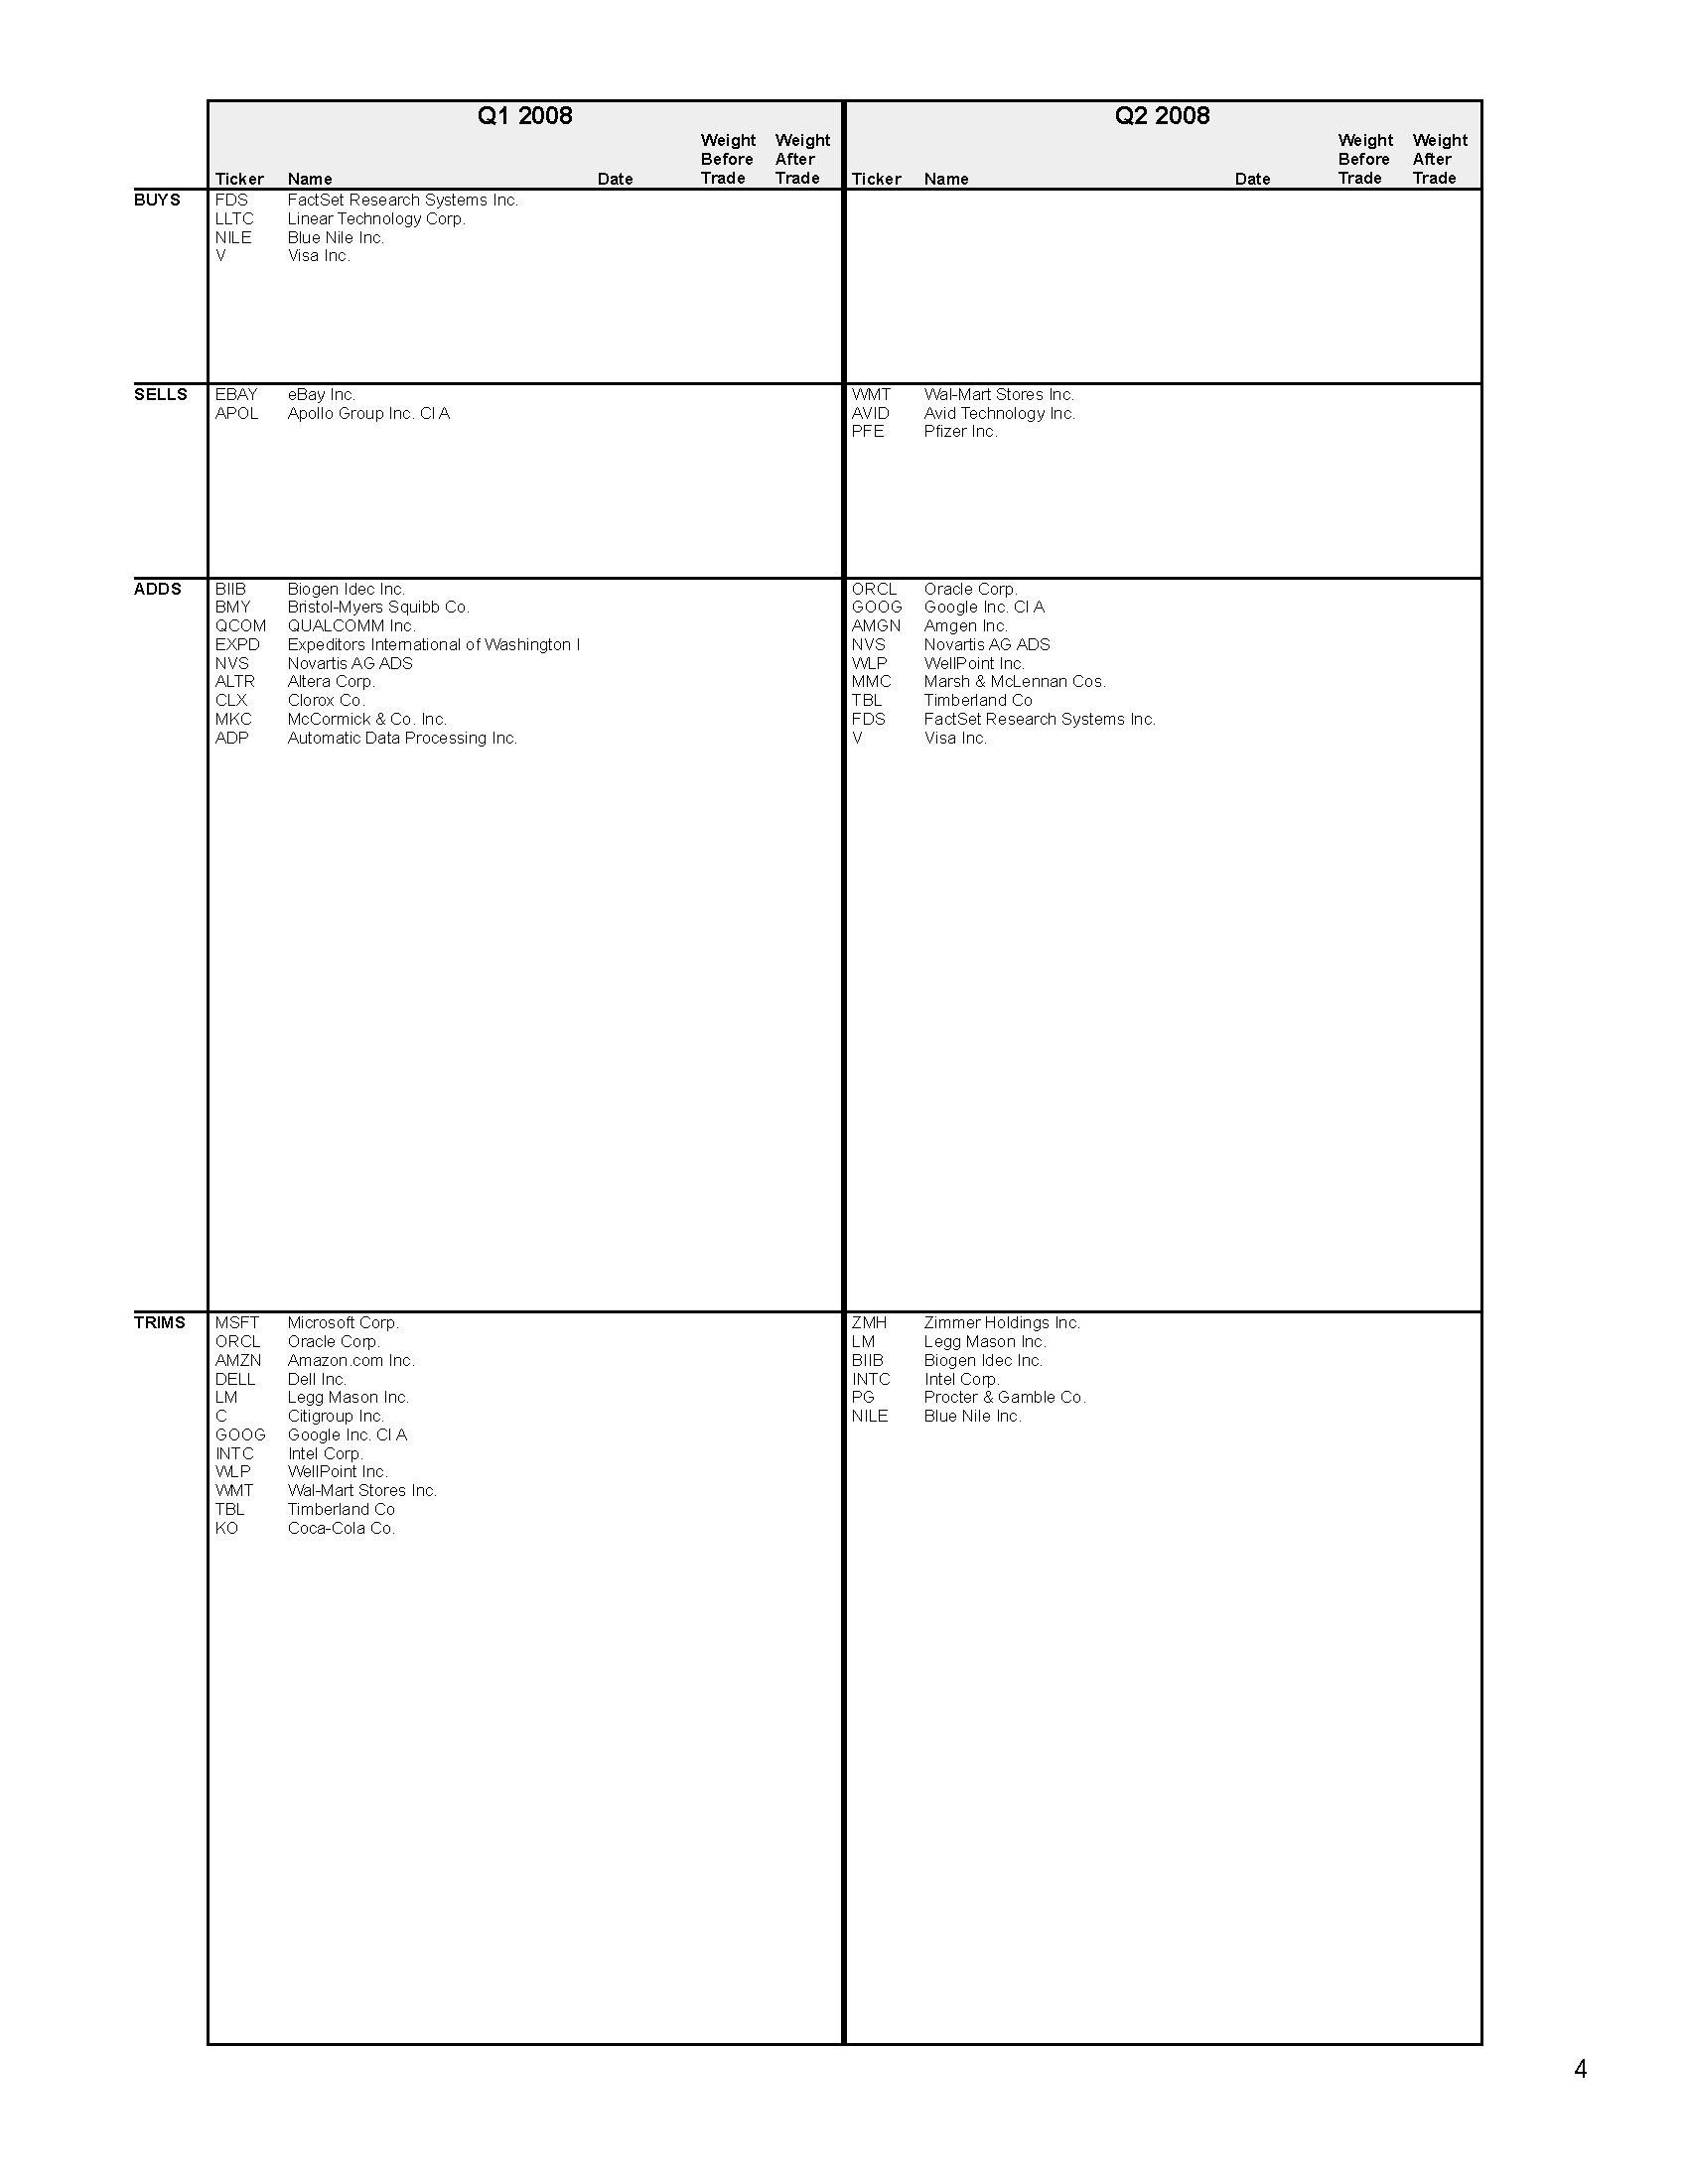 Q1 2008
Ticker Name Date Weight Before Trade Weight After Trade
BUYS
FDS FactSet Research Systems Inc.
LLTC Linear Technology Corp.
NILE Blue Nile Inc.
V Visa Inc.
SELLS
EBAY eBay Inc.
APOL Apollo Group Inc. Cl A
ADDS
BIIB Biogen Idec Inc.
BMY Bristol-Myers Squibb Co.
QCOM QUALCOMM Inc.
EXPD Expeditors International of Washington I
NVS Novartis AG ADS
ALTR Altera Corp.
CLX Clorox Co.
MKC McCormick & Co. Inc.
ADP Automatic Data Processing Inc.
TRIMS
MSFT Microsoft Corp.
ORCL Oracle Corp.
AMZN Amazon.com Inc.
DELL Dell Inc.
LM Legg Mason Inc.
C Citigroup Inc.
GOOG Google Inc. Cl A
INTC Intel Corp.
WLP WellPoint Inc.
WMT Wal-Mart Stores Inc.
TBL Timberland Co
KO Coca-Cola Co.
Q2 2008
Ticker Name Date Weight Before Trade Weight After Trade
WMT Wal-Mart Stores Inc.
AVID Avid Technology Inc.
PFE Pfizer Inc.
ORCL Oracle Corp.
GOOG Google Inc. Cl A
AMGN Amgen Inc.
NVS Novartis AG ADS
WLP WellPoint Inc.
MMC Marsh & McLennan Cos.
TBL Timberland Co
FDS FactSet Research Systems Inc.
V Visa Inc.
ZMH Zimmer Holdings Inc.
LM Legg Mason Inc.
BIIB Biogen Idec Inc.
INTC Intel Corp.
PG Procter & Gamble Co.
NILE Blue Nile Inc.
4